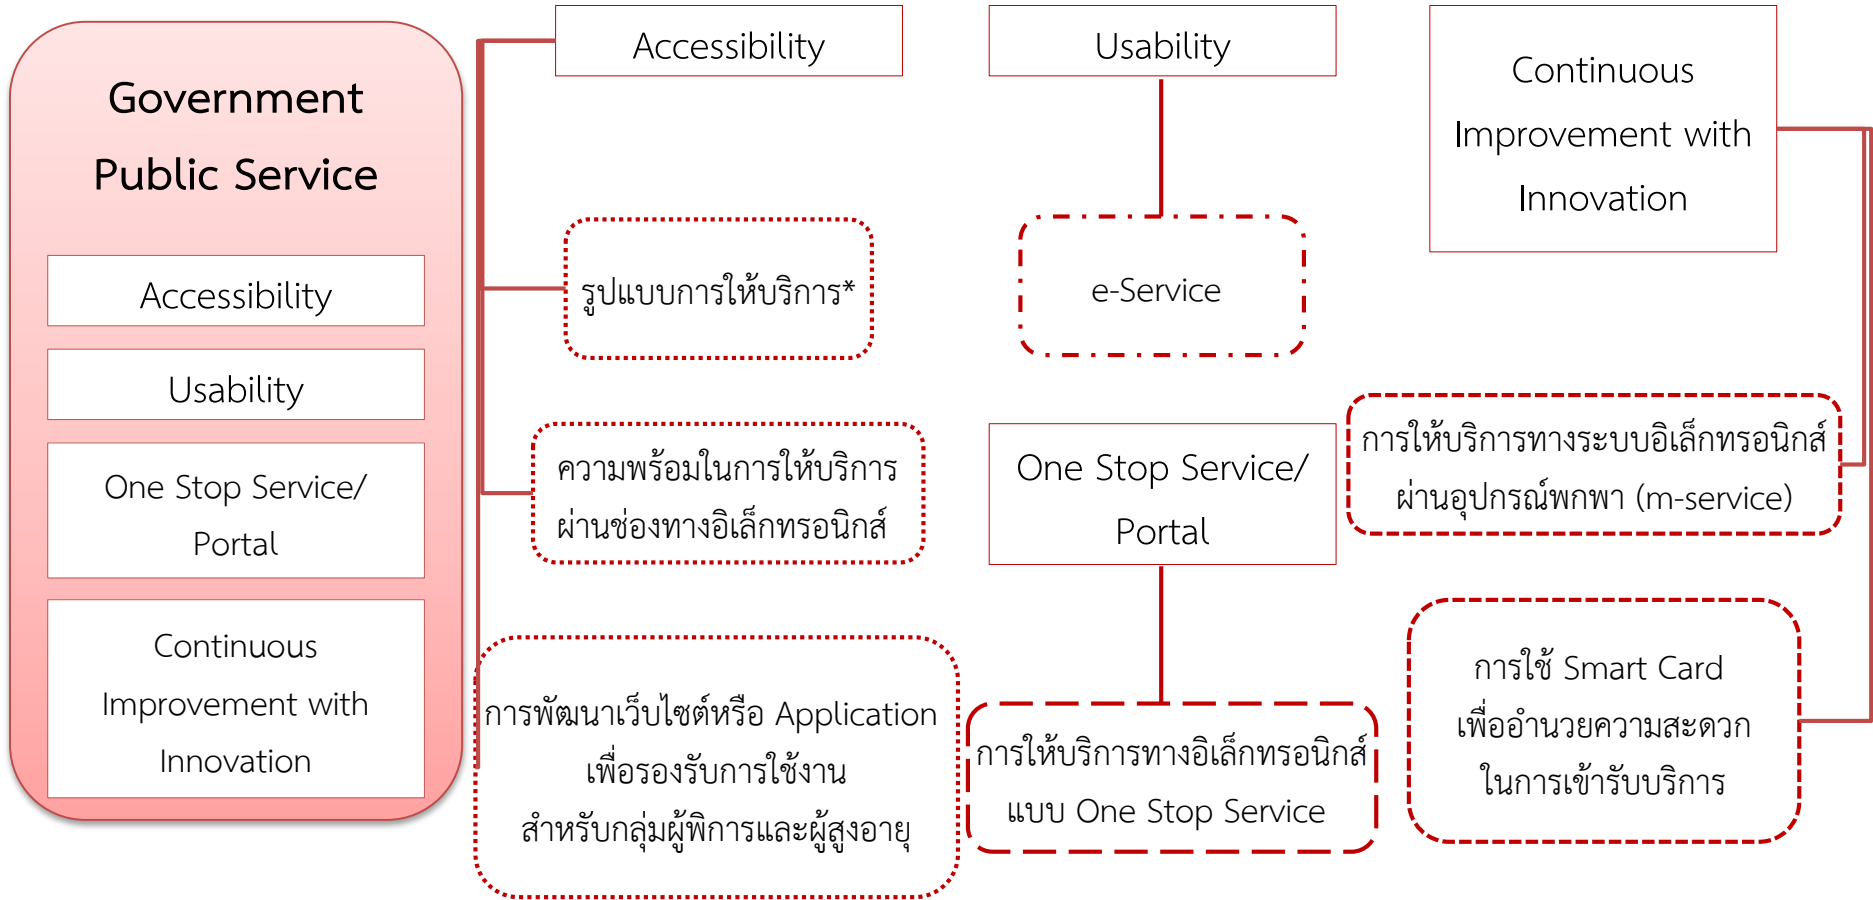 Government
Public Service
Accessibility
Usability
One Stop Service/
Portal
Continuous
Improvement with
Innovation
Accessibility
รูปแบบการให้บริการ*
ความพร้อมในการให้บริการ
ผ่านช่องทางอิเล็กทรอนิกส์
การพัฒนาเว็บไซต์หรือ Application
เพื่อรองรับการใช้งาน
สำหรับกลุ่มผู้พิการและผู้สูงอายุ
Usability
e-Service
One Stop Service/
Portal
การให้บริการทางอิเล็กทรอนิกส์
แบบ One Stop Service
Continuous
Improvement with
Innovation
การให้บริการทางระบบอิเล็กทรอนิกส์
ผ่านอุปกรณ์พกพา (m-service)
การใช้ Smart Card
เพื่ออำนวยความสะดวก
ในการเข้ารับบริการ